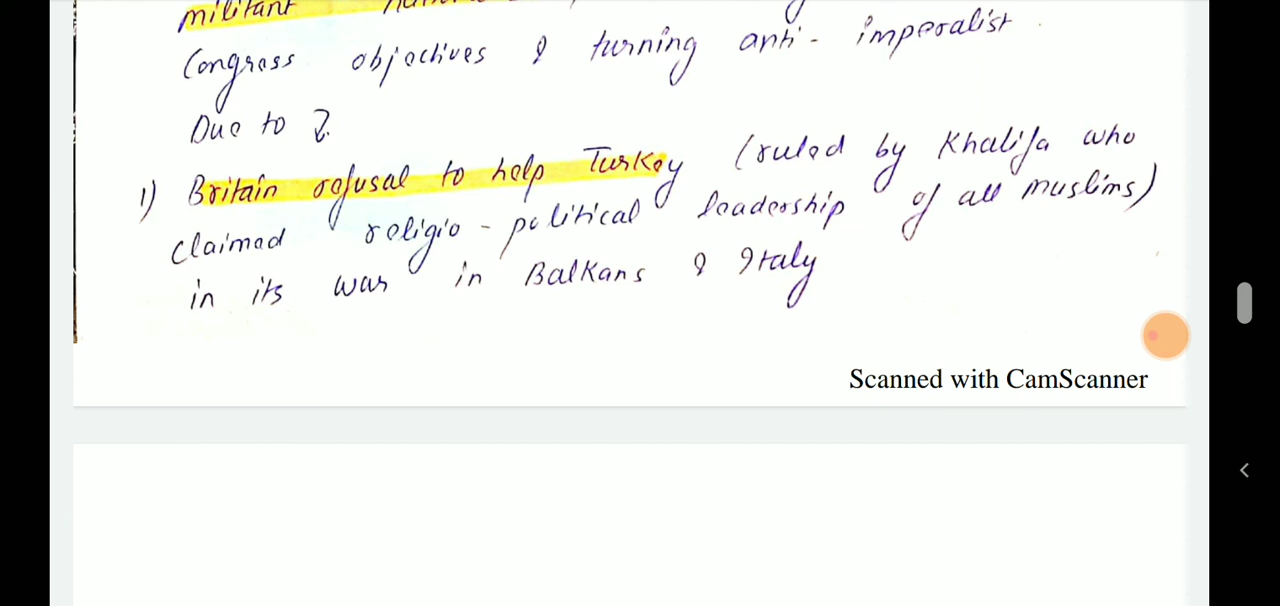 militant
Congress objectives & turning anti - imperalist
Due to ?
1) Britain refusal to help Turkey (ruled by Khalifa who
claimed religio - political leadership of all muslims)
in its war in Balkans & Italy
Scanned with CamScanner